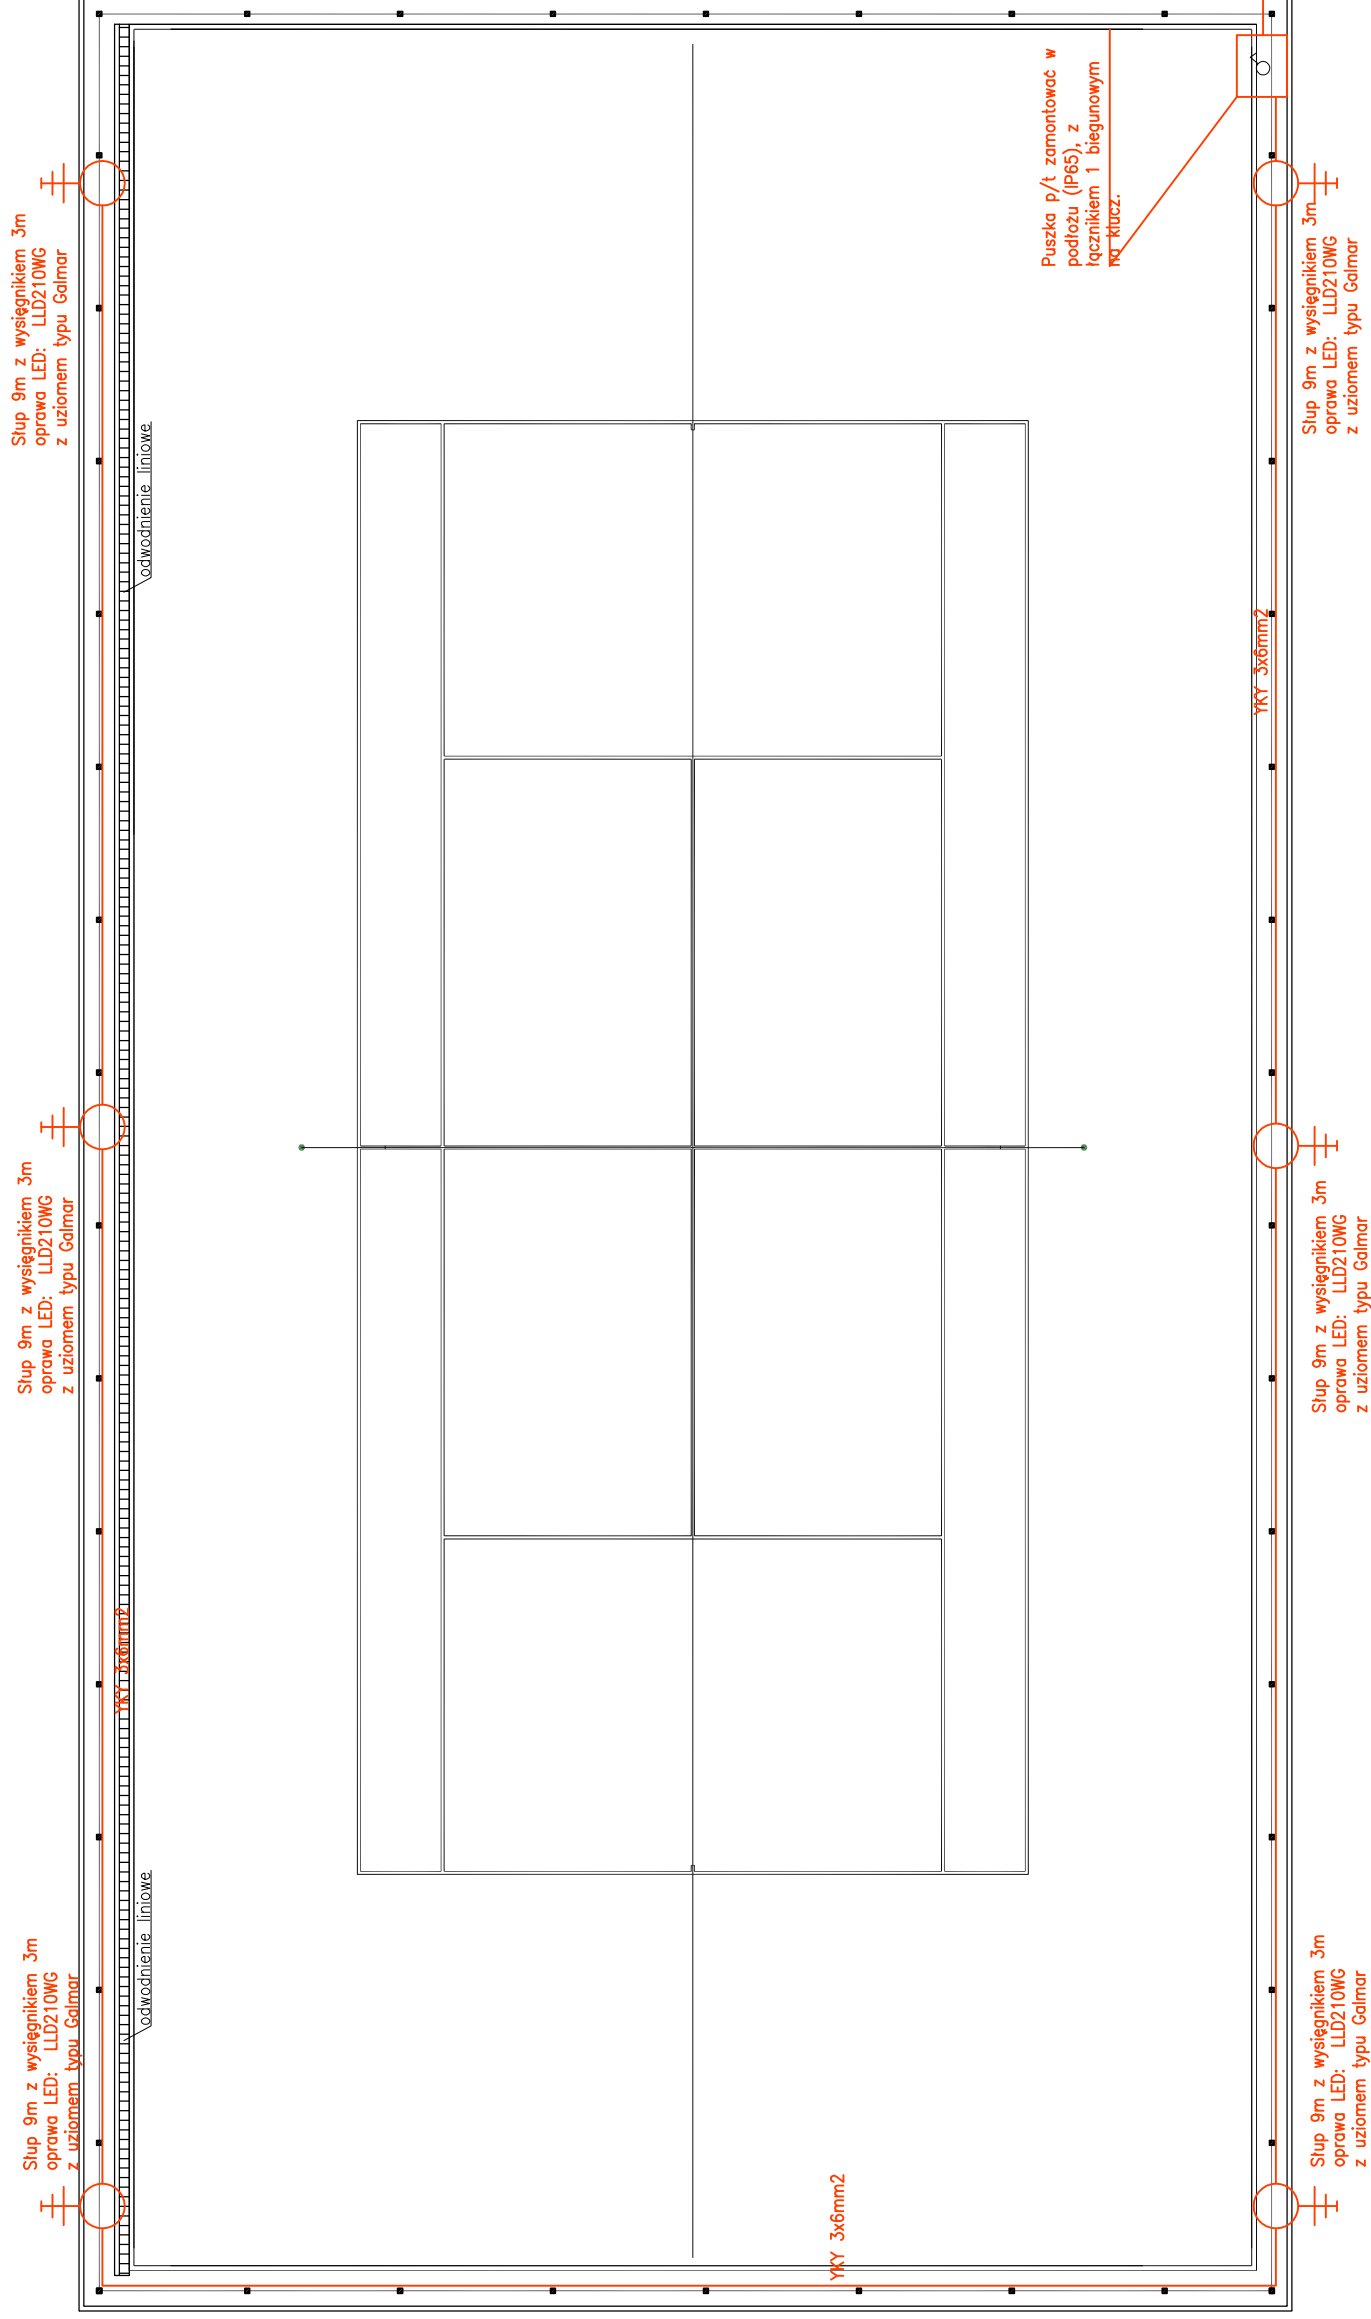 Słup 9m z wysięgnikiem 3m
oprawa LED: LLD210WG
z uziomem typu Galmar
odwodnienie liniowe
Puszka p/t zamontować w
podłożu (IP65), z
łącznikiem 1 biegunowym
na klucz.
Słup 9m z wysięgnikiem 3m
oprawa LED: LLD210WG
z uziomem typu Galmar
YKY 3x6mm2
Słup 9m z wysięgnikiem 3m
oprawa LED: LLD210WG
z uziomem typu Galmar
Słup 9m z wysięgnikiem 3m
oprawa LED: LLD210WG
z uziomem typu Galmar
YKY 3x6mm2
odwodnienie liniowe
Słup 9m z wysięgnikiem 3m
oprawa LED: LLD210WG
z uziomem typu Galmar
YKY 3x6mm2
Słup 9m z wysięgnikiem 3m
oprawa LED: LLD210WG
z uziomem typu Galmar